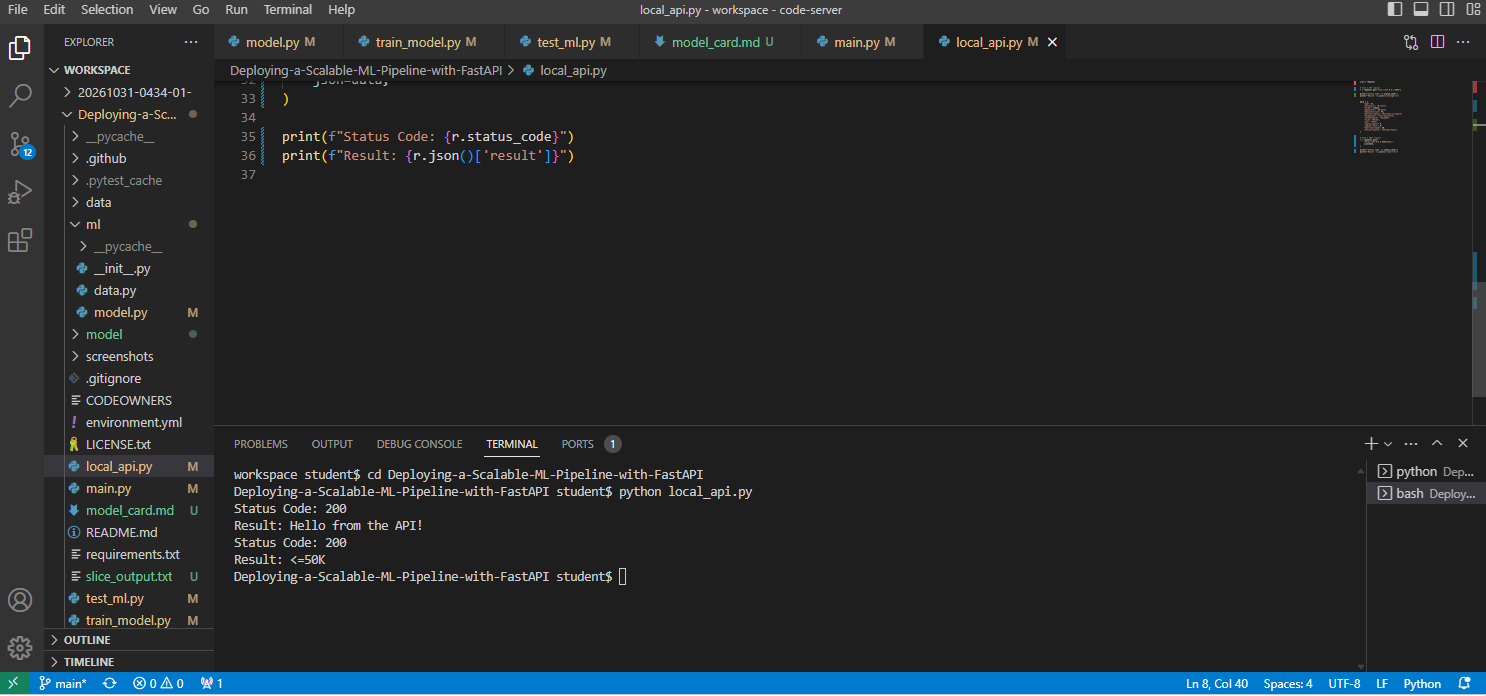 File Edit Selection View Go Run Terminal Help local_api.py - workspace - code-server
EXPLORER
model.py M train_model.py M test_ml.py M model_card.md U main.py M local_api.py M
Deploying-a-Scalable-ML-Pipeline-with-FastAPI > local_api.py
WORKSPACE
20261031-0434-01-
Deploying-a-Sc...
__pycache__
.github
.pytest_cache
data
ml
__pycache__
__init__.py
data.py
model.py M
model
screenshots
.gitignore
CODEOWNERS
environment.yml
LICENSE.txt
local_api.py M
main.py M
model_card.md U
README.md
requirements.txt
slice_output.txt U
test_ml.py M
train_model.py M
OUTLINE
TIMELINE
12
json=data,
33 )
34
35 print(f"Status Code: {r.status_code}")
36 print(f"Result: {r.json()['result']}")
37
PROBLEMS OUTPUT DEBUG CONSOLE TERMINAL PORTS 1
workspace student$ cd Deploying-a-Scalable-ML-Pipeline-with-FastAPI
Deploying-a-Scalable-ML-Pipeline-with-FastAPI student$ python local_api.py
Status Code: 200
Result: Hello from the API!
Status Code: 200
Result: <=50K
Deploying-a-Scalable-ML-Pipeline-with-FastAPI student$
python Dep...
bash Deploy...
main* 0 0 1 Ln 8, Col 40 Spaces: 4 UTF-8 LF Python